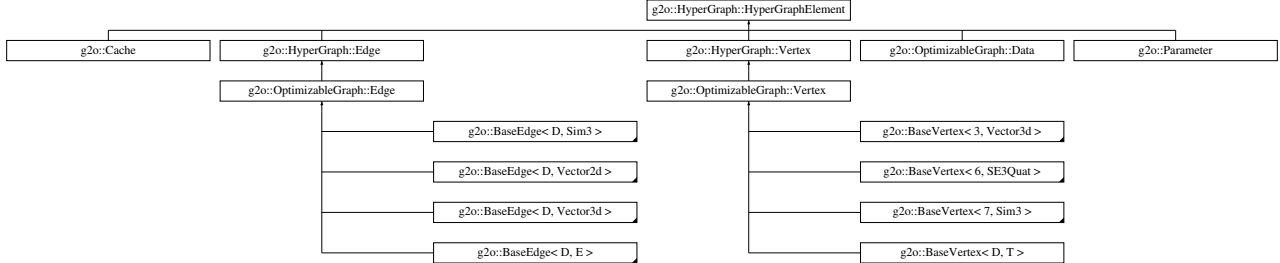 g2o::HyperGraph::HyperGraphElement
g2o::Cache
g2o::HyperGraph::Edge
g2o::HyperGraph::Vertex
g2o::OptimizableGraph::Data
g2o::Parameter
g2o::OptimizableGraph::Edge
g2o::OptimizableGraph::Vertex
g2o::BaseEdge< D, Sim3 >
g2o::BaseVertex< 3, Vector3d >
g2o::BaseEdge< D, Vector2d >
g2o::BaseVertex< 6, SE3Quat >
g2o::BaseEdge< D, Vector3d >
g2o::BaseVertex< 7, Sim3 >
g2o::BaseEdge< D, E >
g2o::BaseVertex< D, T >